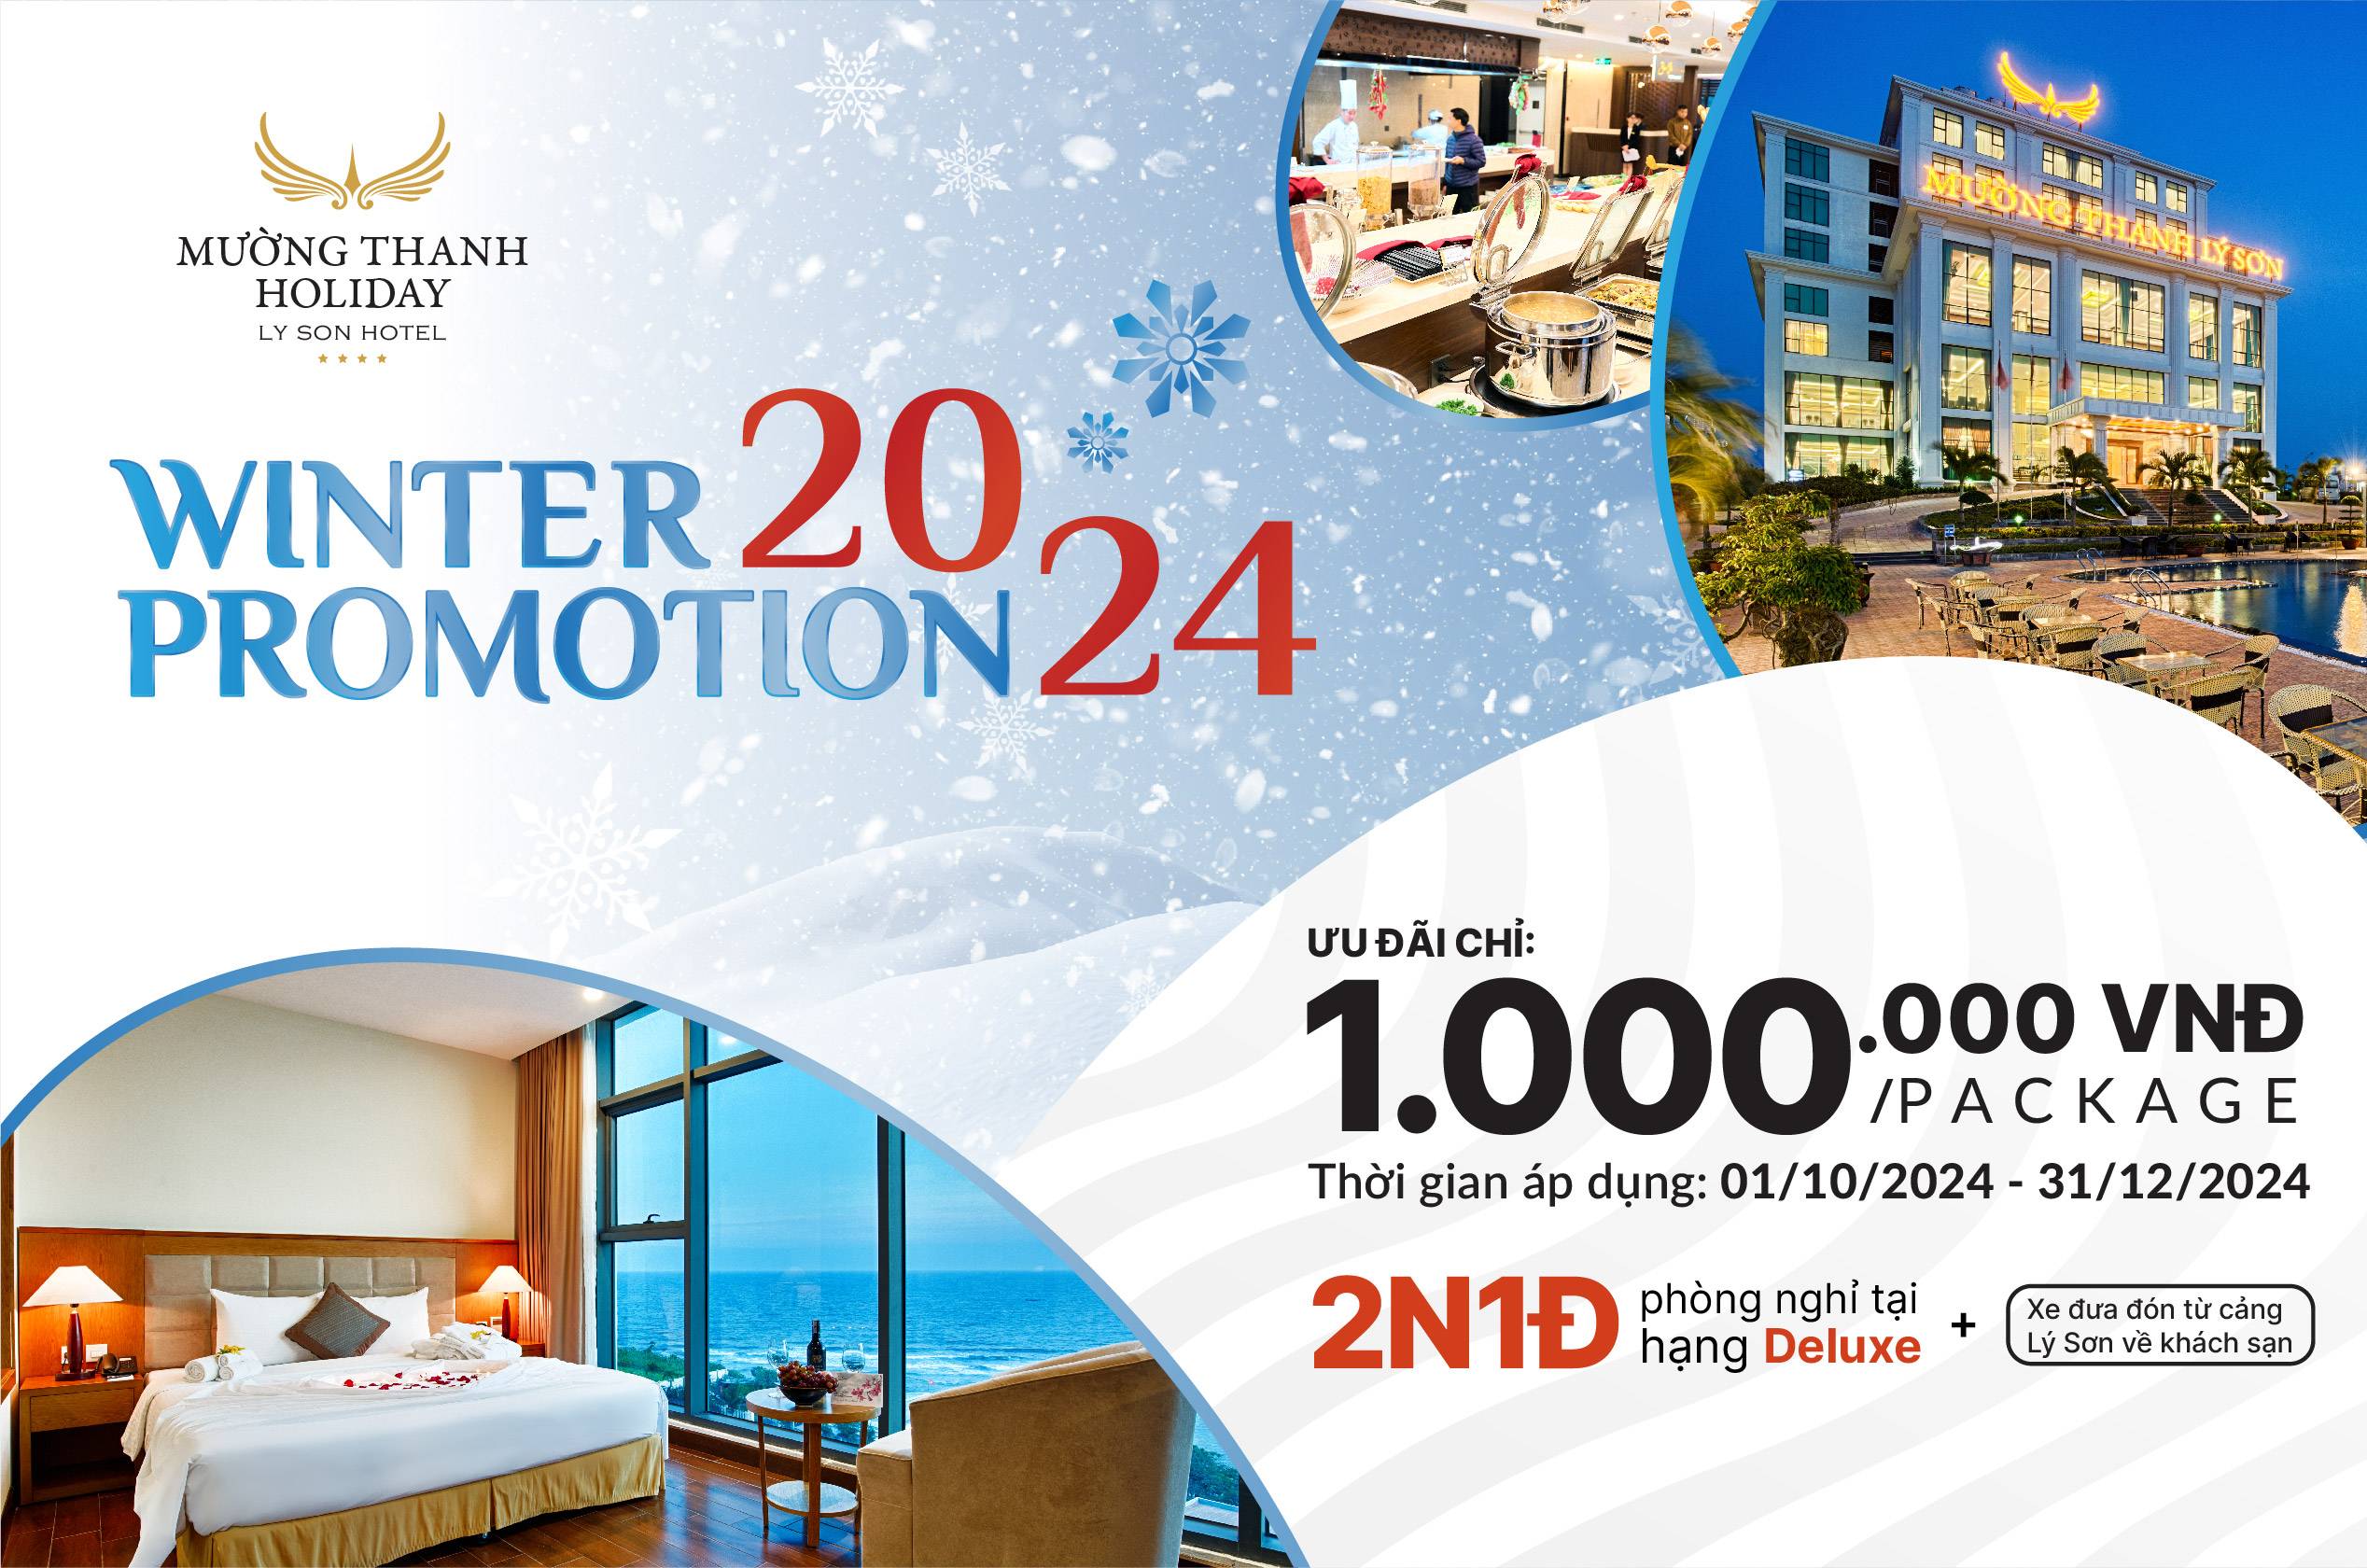 MƯỜNG THANH
HOLIDAY
LY SON HOTEL
MƯỜNG THANH LÝ SƠN
WINTER 2024
PROMOTION
ƯU ĐÃI CHỈ:
1.000.000 VNĐ
/PACKAGE
Thời gian áp dụng: 01/10/2024 - 31/12/2024
2N1Đ phòng nghỉ tại
hạng Deluxe
+
Xe đưa đón từ cảng
Lý Sơn về khách sạn